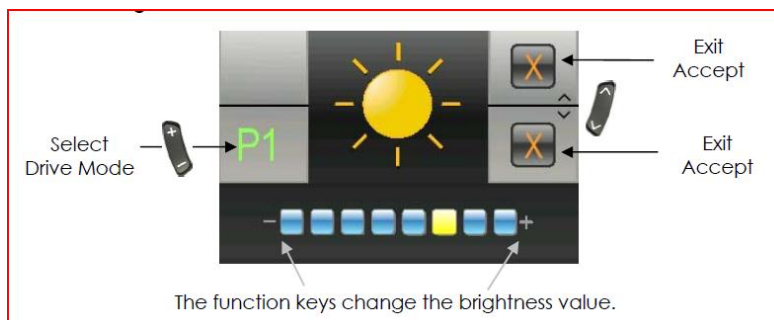 Exit
Accept
X
Select
Drive Mode
+
−
P1
X
Exit
Accept
- +
The function keys change the brightness value.